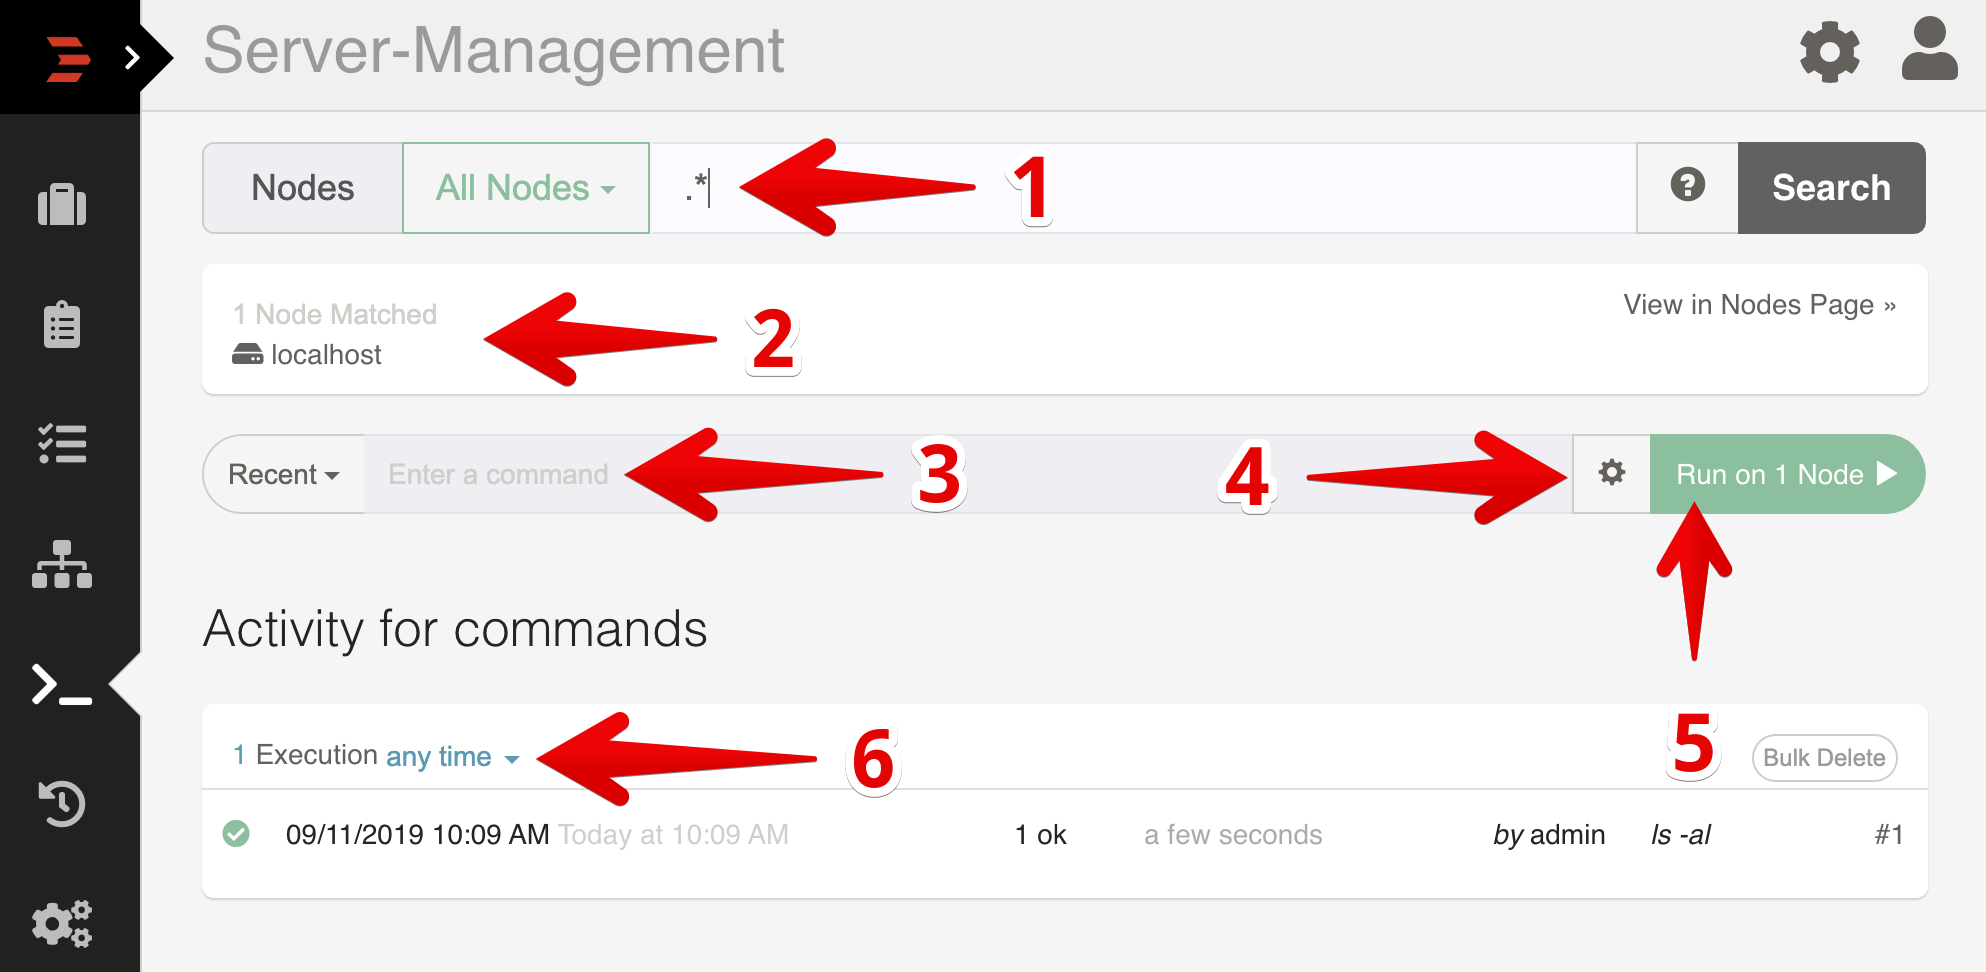 Server-Management
Nodes All Nodes .* 1 Search
1 Node Matched View in Nodes Page »
localhost 2
Recent Enter a command 3 4 Run on 1 Node
Activity for commands
1 Execution any time 6 5 Bulk Delete
09/11/2019 10:09 AM Today at 10:09 AM 1 ok a few seconds by admin ls -al #1